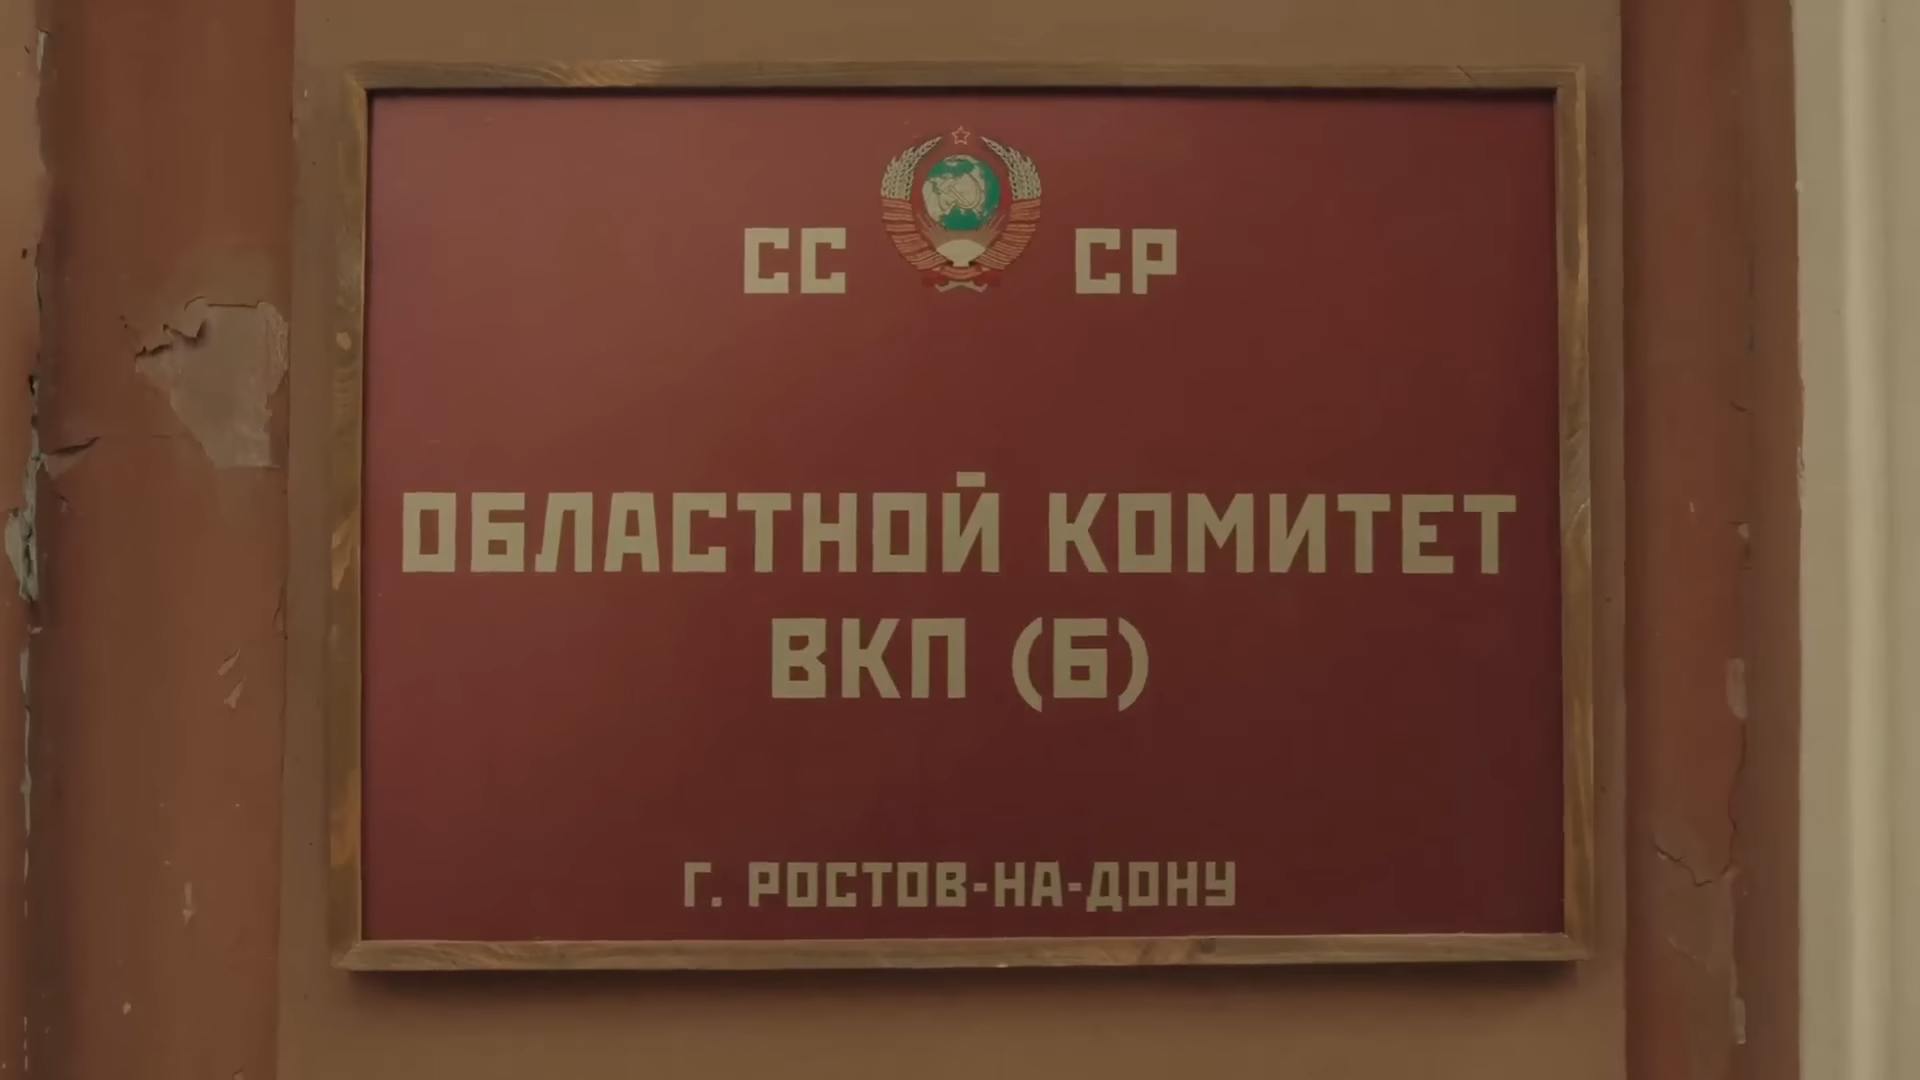 СС СР
ОБЛАСТНОЙ КОМИТЕТ
ВКП (Б)
Г. РОСТОВ-НА-ДОНУ